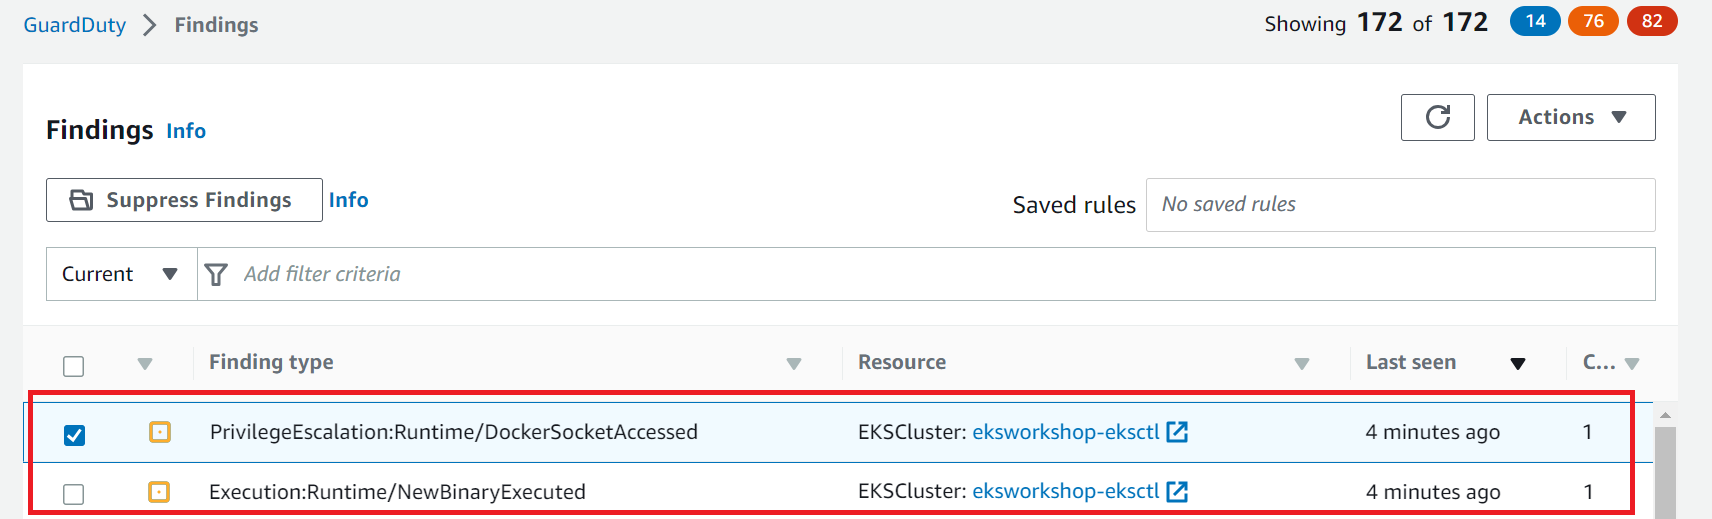 GuardDuty > Findings
Showing 172 of 172 14 76 82
Findings Info
Actions
Suppress Findings Info
Saved rules No saved rules
Current Add filter criteria
Finding type Resource Last seen C...
PrivilegeEscalation:Runtime/DockerSocketAccessed EKSCluster: eksworkshop-eksctl 4 minutes ago 1
Execution:Runtime/NewBinaryExecuted EKSCluster: eksworkshop-eksctl 4 minutes ago 1